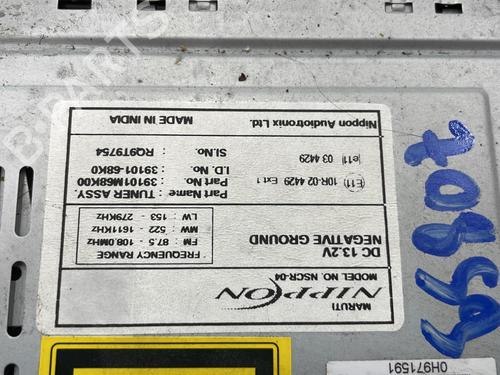 MARUTI
NIPPON
MODEL NO. NSCR-04
DC 13.2V
NEGATIVE GROUND
FREQUENCY RANGE
FM : 87.5 - 108.0MHz
MW : 522 - 1611KHz
LW : 153 - 279KHz
Part Name : TUNER ASSY
Part No. : 39101M68K00
I.D. No. : 39101-68K0
Sl.No. : RQ9T9754
E11 10R-02 4429 Ext.1
e11 03 4429
Nippon Audiotronix Ltd.
MADE IN INDIA
0H971591
B-PARTS